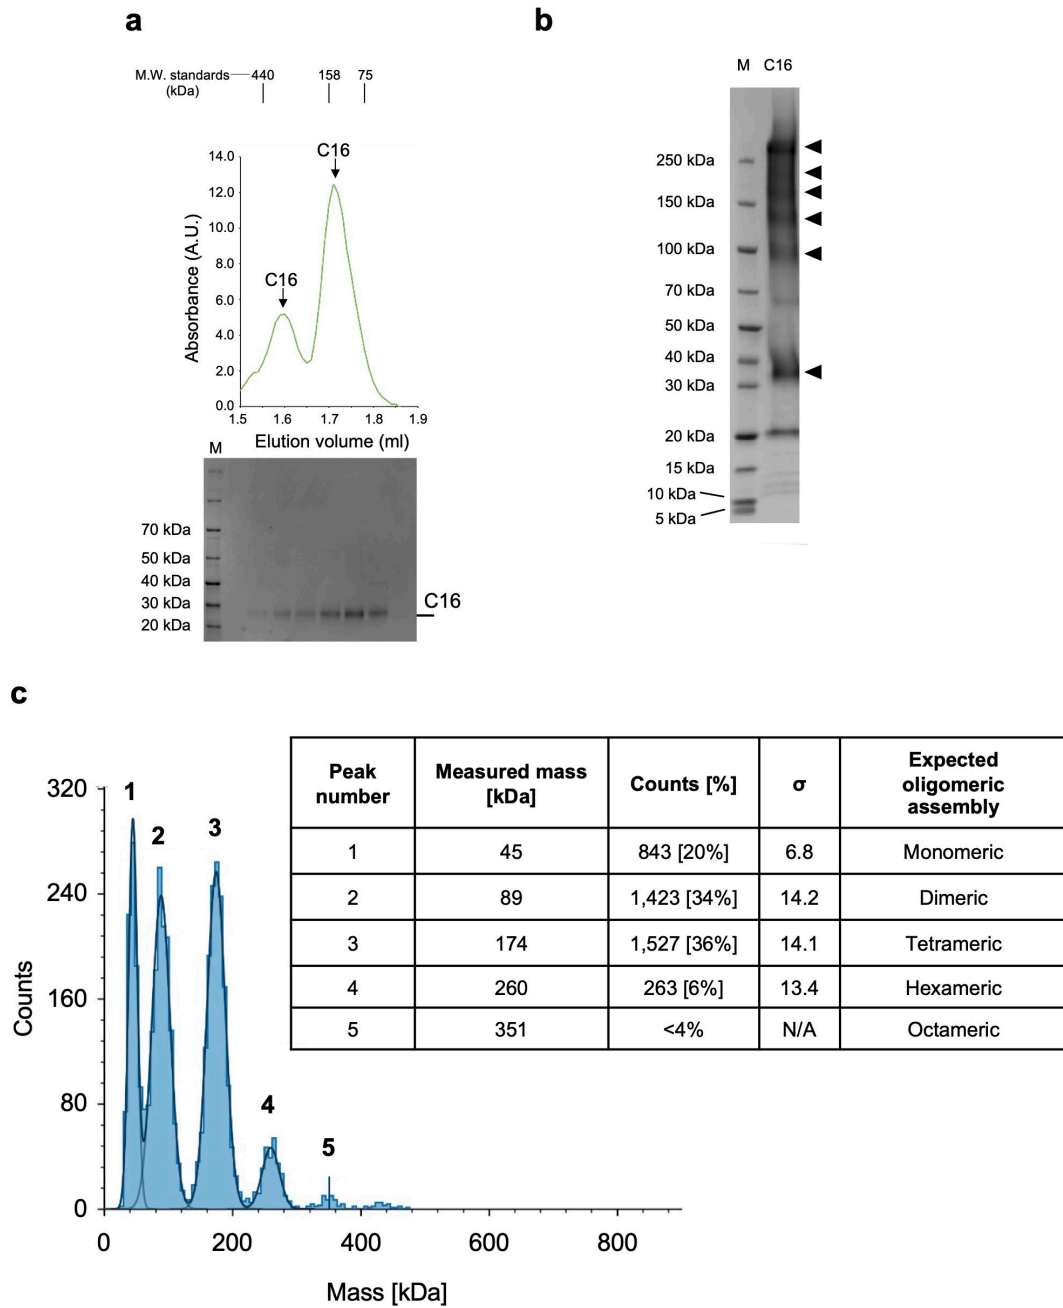 a
M.W. standards 440 158 75
(kDa)
C16
C16
14.0
12.0
10.0
8.0
6.0
4.0
2.0
0.0
Absorbance (A.U.)
1.5 1.6 1.7 1.8 1.9
Elution volume (ml)
M
70 kDa
50 kDa
40 kDa
30 kDa
20 kDa
C16
b
M C16
250 kDa
150 kDa
100 kDa
70 kDa
50 kDa
40 kDa
30 kDa
20 kDa
15 kDa
10 kDa
5 kDa
c
320
240
160
80
0
Counts
1
2
3
4
5
0 200 400 600 800
Mass [kDa]
Peak number Measured mass [kDa] Counts [%] σ Expected oligomeric assembly
1 45 843 [20%] 6.8 Monomeric
2 89 1,423 [34%] 14.2 Dimeric
3 174 1,527 [36%] 14.1 Tetrameric
4 260 263 [6%] 13.4 Hexameric
5 351 <4% N/A Octameric